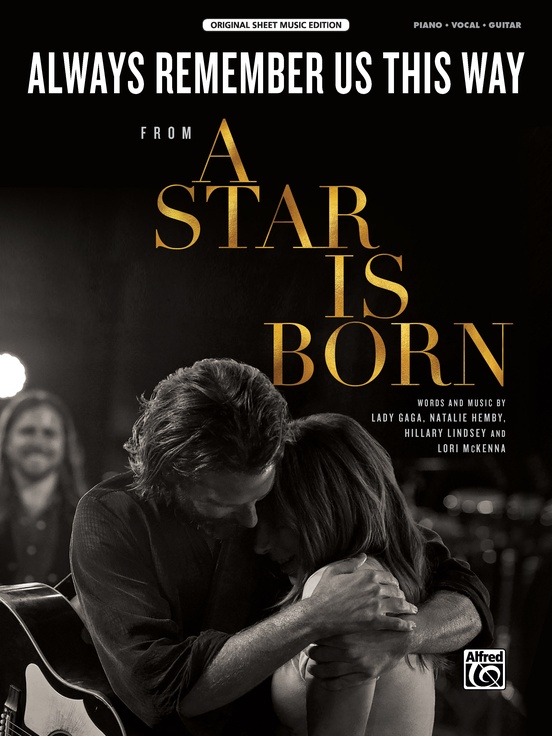 ORIGINAL SHEET MUSIC EDITION
PIANO • VOCAL • GUITAR
ALWAYS REMEMBER US THIS WAY
FROM A
STAR
IS
BORN
WORDS AND MUSIC BY
LADY GAGA, NATALIE HEMBY,
HILLARY LINDSEY AND
LORI McKENNA
Alfred